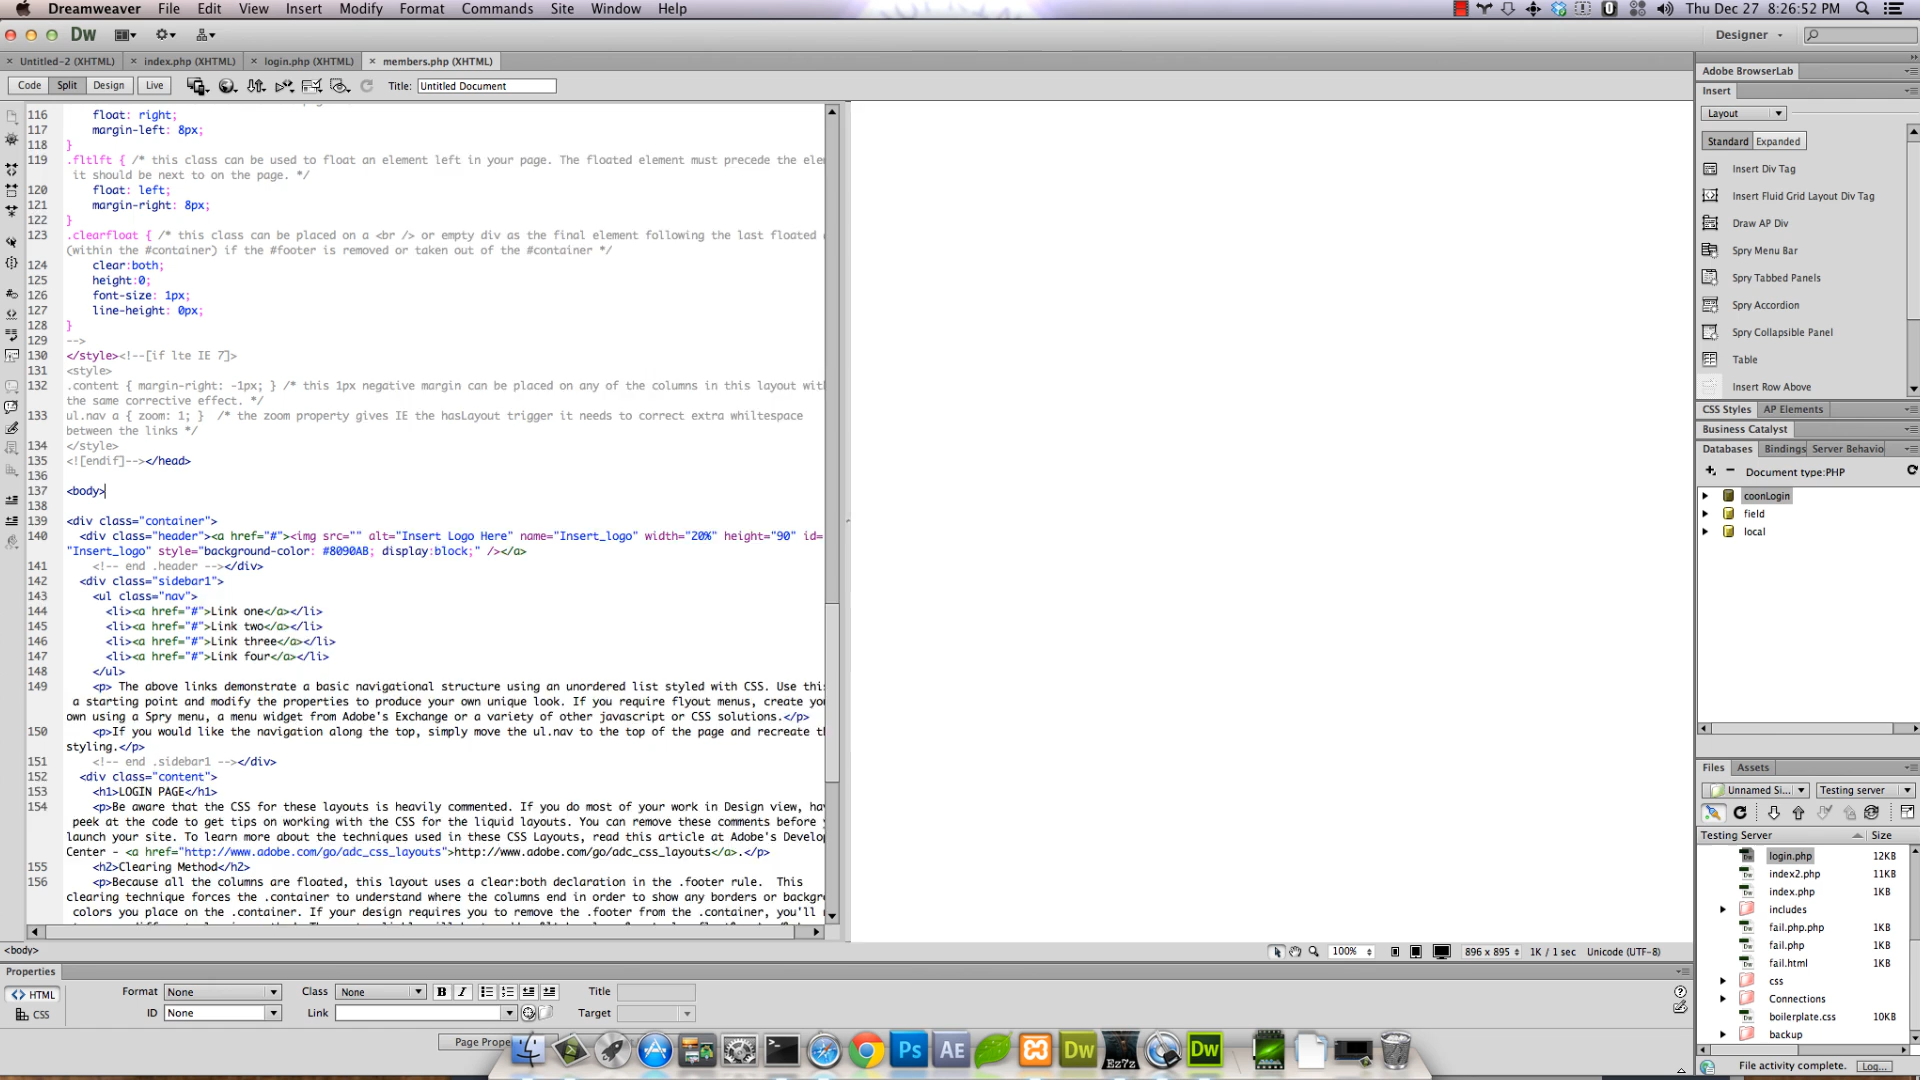 Dreamweaver File Edit View Insert Modify Format Commands Site Window Help Thu Dec 27 8:26:52 PM
Dw Designer
Untitled-2 (XHTML) index.php (XHTML) login.php (XHTML) members.php (XHTML)
Code Split Design Live Title: Untitled Document
Adobe BrowserLab
Insert
Layout
Standard Expanded
Insert Div Tag
Insert Fluid Grid Layout Div Tag
Draw AP Div
Spry Menu Bar
Spry Tabbed Panels
Spry Accordion
Spry Collapsible Panel
Table
Insert Row Above
CSS Styles AP Elements
Business Catalyst
Databases Bindings Server Behavio
Document type:PHP
coonLogin
field
local
116 float: right;
117 margin-left: 8px;
118 }
119 .fltlft { /* this class can be used to float an element left in your page. The floated element must precede the ele
it should be next to on the page. */
120 float: left;
121 margin-right: 8px;
122 }
123 .clearfloat { /* this class can be placed on a <br /> or empty div as the final element following the last floated
(within the #container) if the #footer is removed or taken out of the #container */
124 clear:both;
125 height:0;
126 font-size: 1px;
127 line-height: 0px;
128 }
129 -->
130 </style><!--[if lte IE 7]>
131 <style>
132 .content { margin-right: -1px; } /* this 1px negative margin can be placed on any of the columns in this layout wit
the same corrective effect. */
133 ul.nav a { zoom: 1; } /* the zoom property gives IE the hasLayout trigger it needs to correct extra whiltespace
between the links */
134 </style>
135 <![endif]--></head>
136
137 <body>
138
139 <div class="container">
140 <div class="header"><a href="#"><img src="" alt="Insert Logo Here" name="Insert_logo" width="20%" height="90" id=
"Insert_logo" style="background-color: #8090AB; display:block;" /></a>
141 <!-- end .header --></div>
142 <div class="sidebar1">
143 <ul class="nav">
144 <li><a href="#">Link one</a></li>
145 <li><a href="#">Link two</a></li>
146 <li><a href="#">Link three</a></li>
147 <li><a href="#">Link four</a></li>
148 </ul>
149 <p> The above links demonstrate a basic navigational structure using an unordered list styled with CSS. Use this
a starting point and modify the properties to produce your own unique look. If you require flyout menus, create yo
own using a Spry menu, a menu widget from Adobe's Exchange or a variety of other javascript or CSS solutions.</p>
150 <p>If you would like the navigation along the top, simply move the ul.nav to the top of the page and recreate t
styling.</p>
151 <!-- end .sidebar1 --></div>
152 <div class="content">
153 <h1>LOGIN PAGE</h1>
154 <p>Be aware that the CSS for these layouts is heavily commented. If you do most of your work in Design view, ha
peek at the code to get tips on working with the CSS for the liquid layouts. You can remove these comments before
launch your site. To learn more about the techniques used in these CSS Layouts, read this article at Adobe's Develo
Center - <a href="http://www.adobe.com/go/adc_css_layouts">http://www.adobe.com/go/adc_css_layouts</a>.</p>
155 <h2>Clearing Method</h2>
156 <p>Because all the columns are floated, this layout uses a clear:both declaration in the .footer rule. This
clearing technique forces the .container to understand where the columns end in order to show any borders or backg
colors you place on the .container. If your design requires you to remove the .footer from the .container, you'll
<body> 100% 896 x 895 1K / 1 sec Unicode (UTF-8)
Files Assets
Unnamed Si... Testing server
Testing Server Size
login.php 12KB
index2.php 11KB
index.php 1KB
includes
fail.php.php 1KB
fail.php 1KB
fail.html 1KB
css
Connections
boilerplate.css 10KB
backup
File activity complete. Log...
Properties
HTML Format None Class None B I Title
CSS ID None Link Target
Page Prope
Ps AE Dw Ez7z Dw